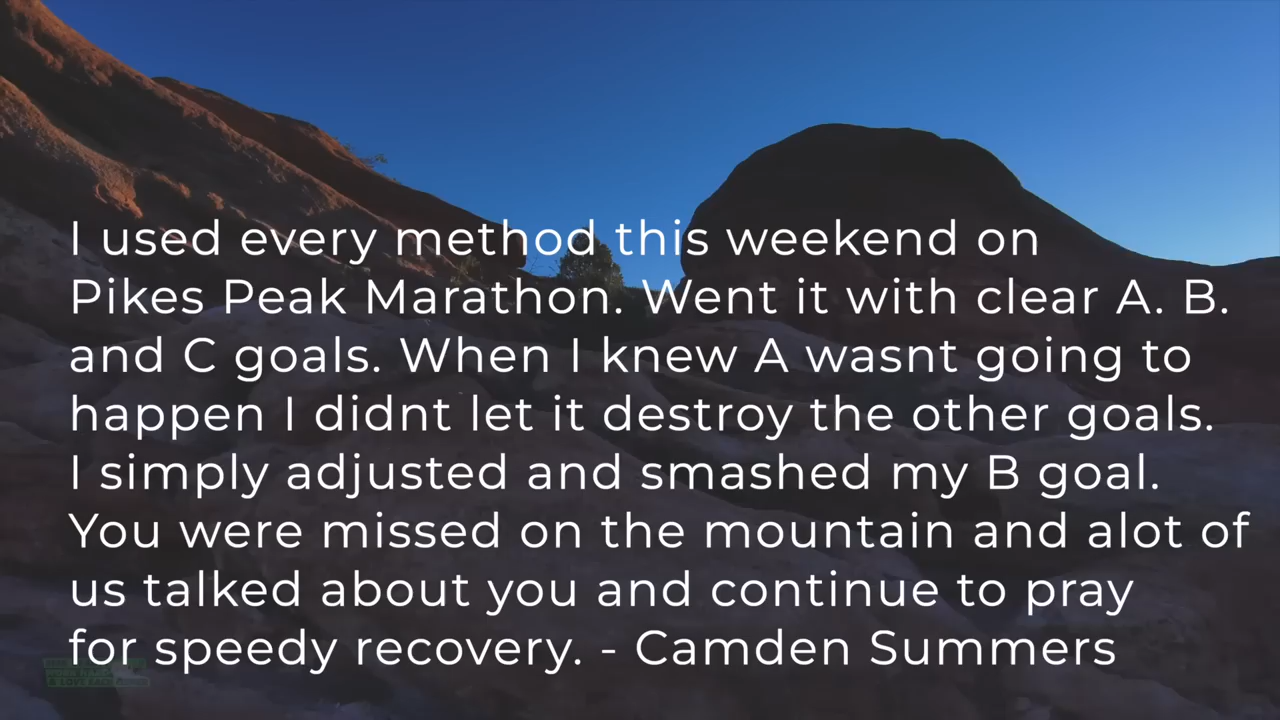 I used every method this weekend on
Pikes Peak Marathon. Went it with clear A. B.
and C goals. When I knew A wasnt going to
happen I didnt let it destroy the other goals.
I simply adjusted and smashed my B goal.
You were missed on the mountain and alot of
us talked about you and continue to pray
for speedy recovery. - Camden Summers